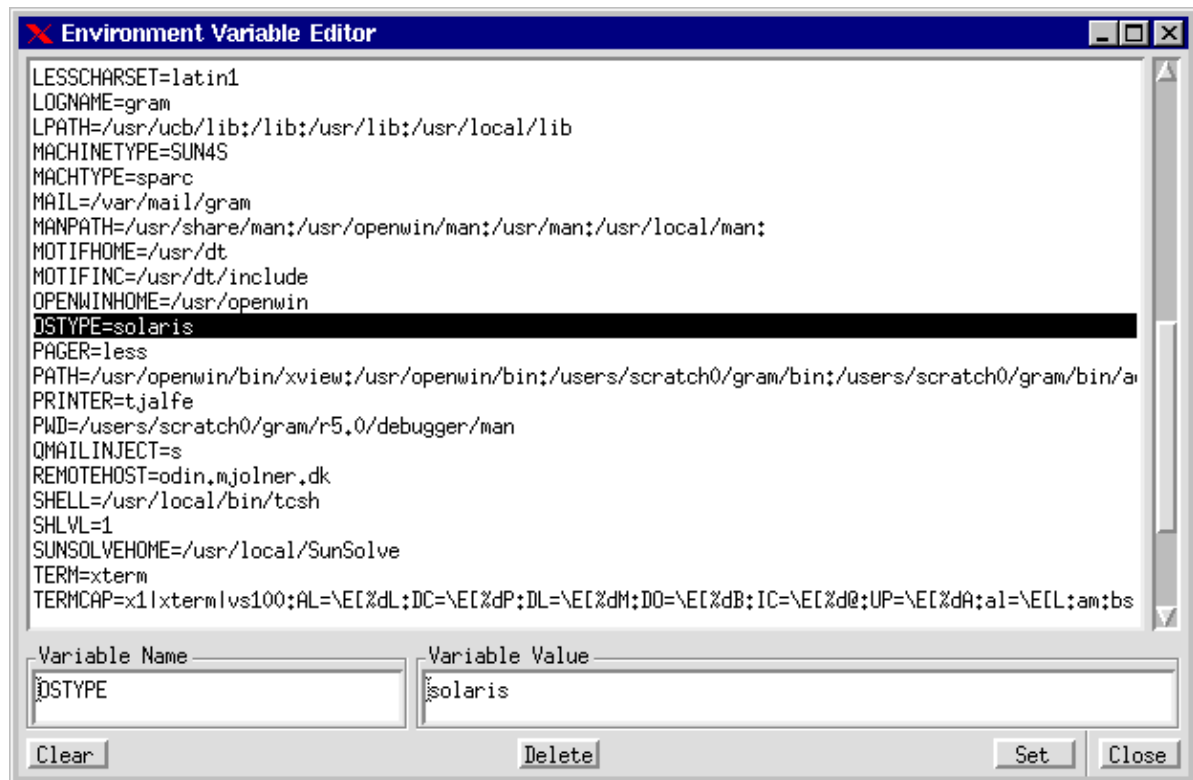 Environment Variable Editor
LESSCHARSET=latin1
LOGNAME=gram
LPATH=/usr/ucb/lib:/lib:/usr/lib:/usr/local/lib
MACHINETYPE=SUN4S
MACHTYPE=sparc
MAIL=/var/mail/gram
MANPATH=/usr/share/man:/usr/openwin/man:/usr/man:/usr/local/man:
MOTIFHOME=/usr/dt
MOTIFINC=/usr/dt/include
OPENWINHOME=/usr/openwin
OSTYPE=solaris
PAGER=less
PATH=/usr/openwin/bin/xview:/usr/openwin/bin:/users/scratch0/gram/bin:/users/scratch0/gram/bin/a
PRINTER=tjalfe
PWD=/users/scratch0/gram/r5.0/debugger/man
QMAILINJECT=s
REMOTEHOST=odin.mjolner.dk
SHELL=/usr/local/bin/tcsh
SHLVL=1
SUNSOLVEHOME=/usr/local/SunSolve
TERM=xterm
TERMCAP=x1|xterm|vs100:AL=\E[%dL:DC=\E[%dP:DL=\E[%dM:DO=\E[%dB:IC=\E[%d@:UP=\E[%dA:al=\E[L:am:bs
Variable Name
Variable Value
OSTYPE
solaris
Clear
Delete
Set
Close